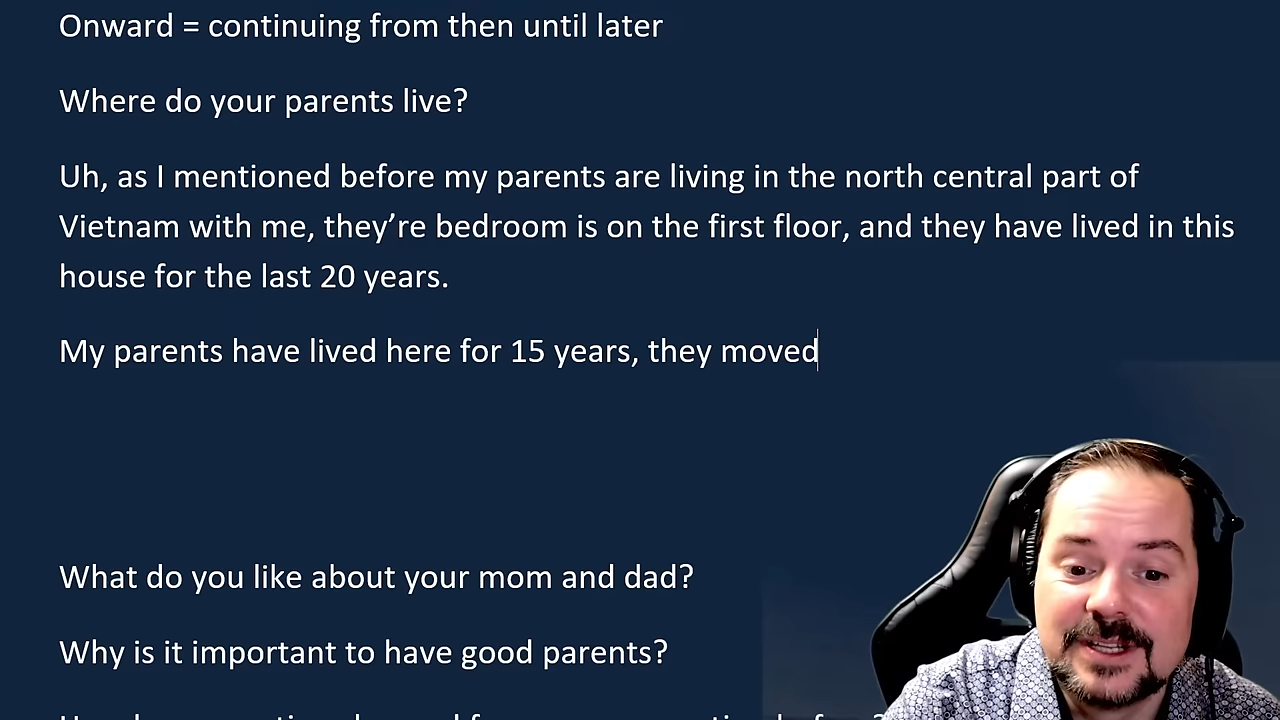 Onward = continuing from then until later
Where do your parents live?
Uh, as I mentioned before my parents are living in the north central part of
Vietnam with me, they’re bedroom is on the first floor, and they have lived in this
house for the last 20 years.
My parents have lived here for 15 years, they moved
What do you like about your mom and dad?
Why is it important to have good parents?